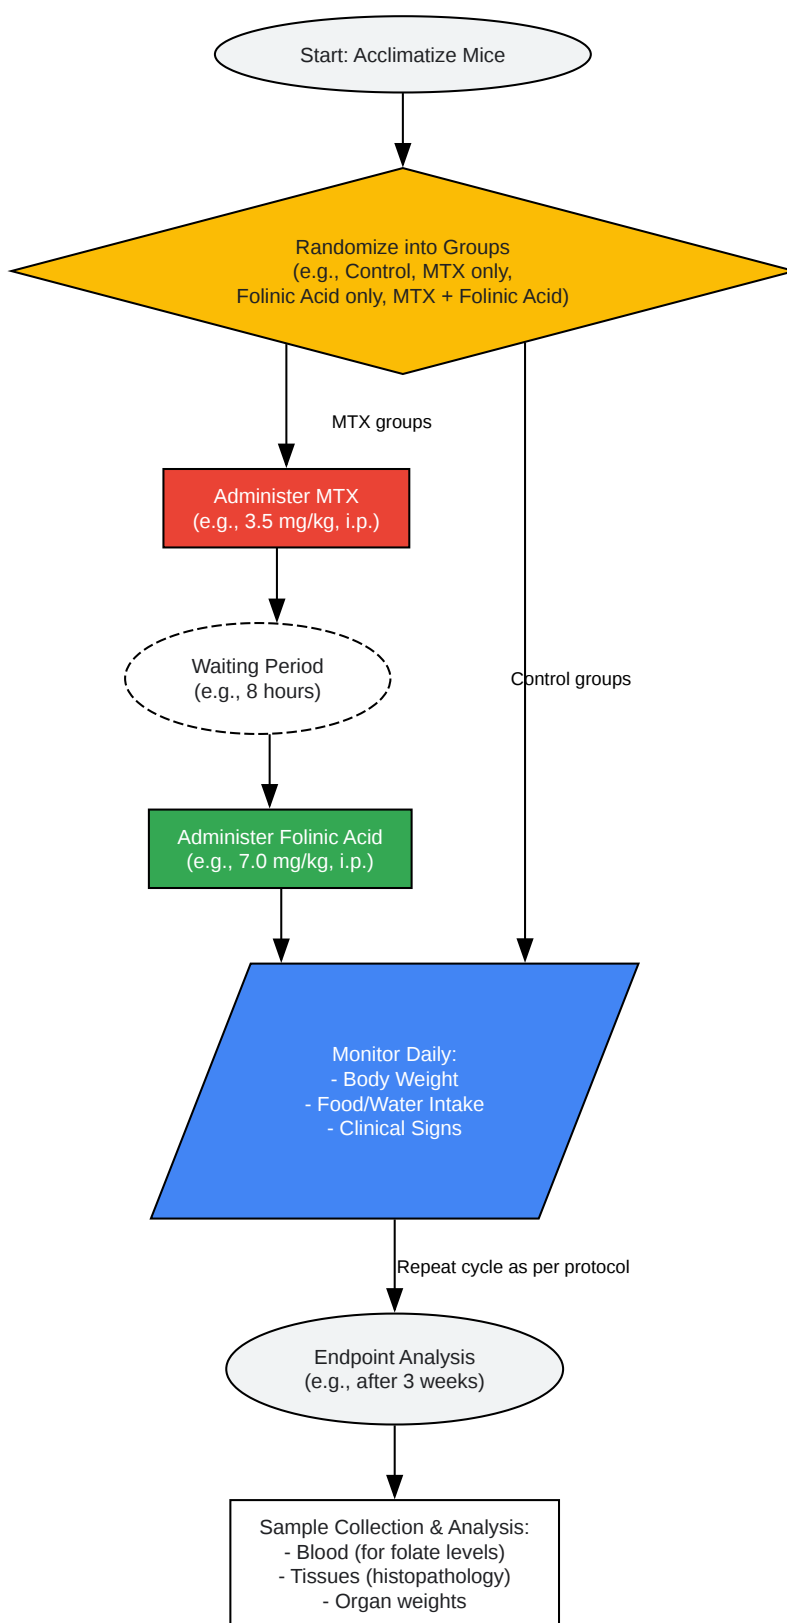 Start: Acclimatize Mice
Randomize into Groups
(e.g., Control, MTX only,
Folinic Acid only, MTX + Folinic Acid)
MTX groups
Administer MTX
(e.g., 3.5 mg/kg, i.p.)
Waiting Period
(e.g., 8 hours)
Control groups
Administer Folinic Acid
(e.g., 7.0 mg/kg, i.p.)
Monitor Daily:
- Body Weight
- Food/Water Intake
- Clinical Signs
Repeat cycle as per protocol
Endpoint Analysis
(e.g., after 3 weeks)
Sample Collection & Analysis:
- Blood (for folate levels)
- Tissues (histopathology)
- Organ weights